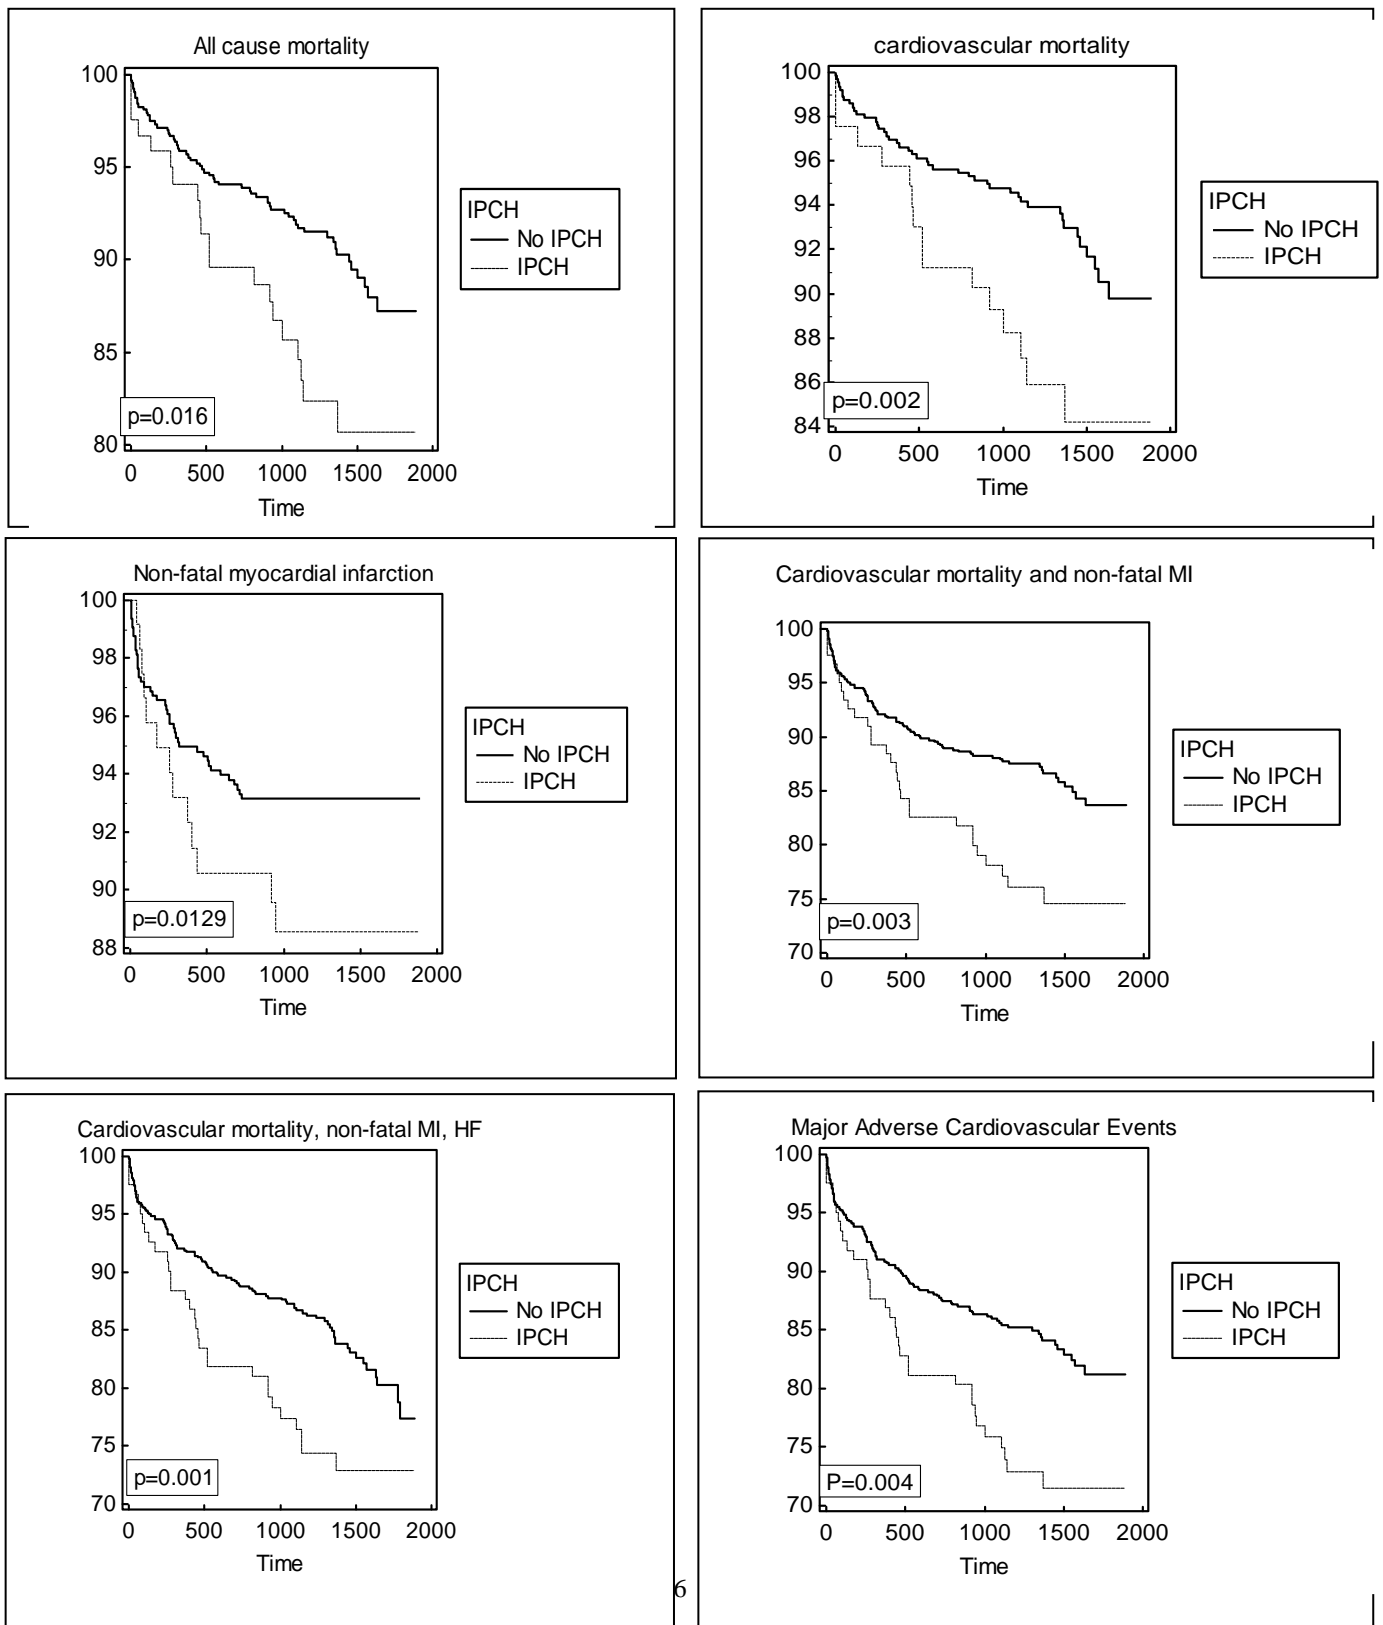 All cause mortality
100
95
90
85
80
p=0.016
0 500 1000 1500 2000
Time
IPCH
No IPCH
IPCH
cardiovascular mortality
100
98
96
94
92
90
88
86
84
p=0.002
0 500 1000 1500 2000
Time
IPCH
No IPCH
IPCH
Non-fatal myocardial infarction
100
98
96
94
92
90
88
p=0.0129
0 500 1000 1500 2000
Time
IPCH
No IPCH
IPCH
Cardiovascular mortality and non-fatal MI
100
95
90
85
80
75
70
p=0.003
0 500 1000 1500 2000
Time
IPCH
No IPCH
IPCH
Cardiovascular mortality, non-fatal MI, HF
100
95
90
85
80
75
70
p=0.001
0 500 1000 1500 2000
Time
IPCH
No IPCH
IPCH
Major Adverse Cardiovascular Events
100
95
90
85
80
75
70
P=0.004
0 500 1000 1500 2000
Time
IPCH
No IPCH
IPCH
6